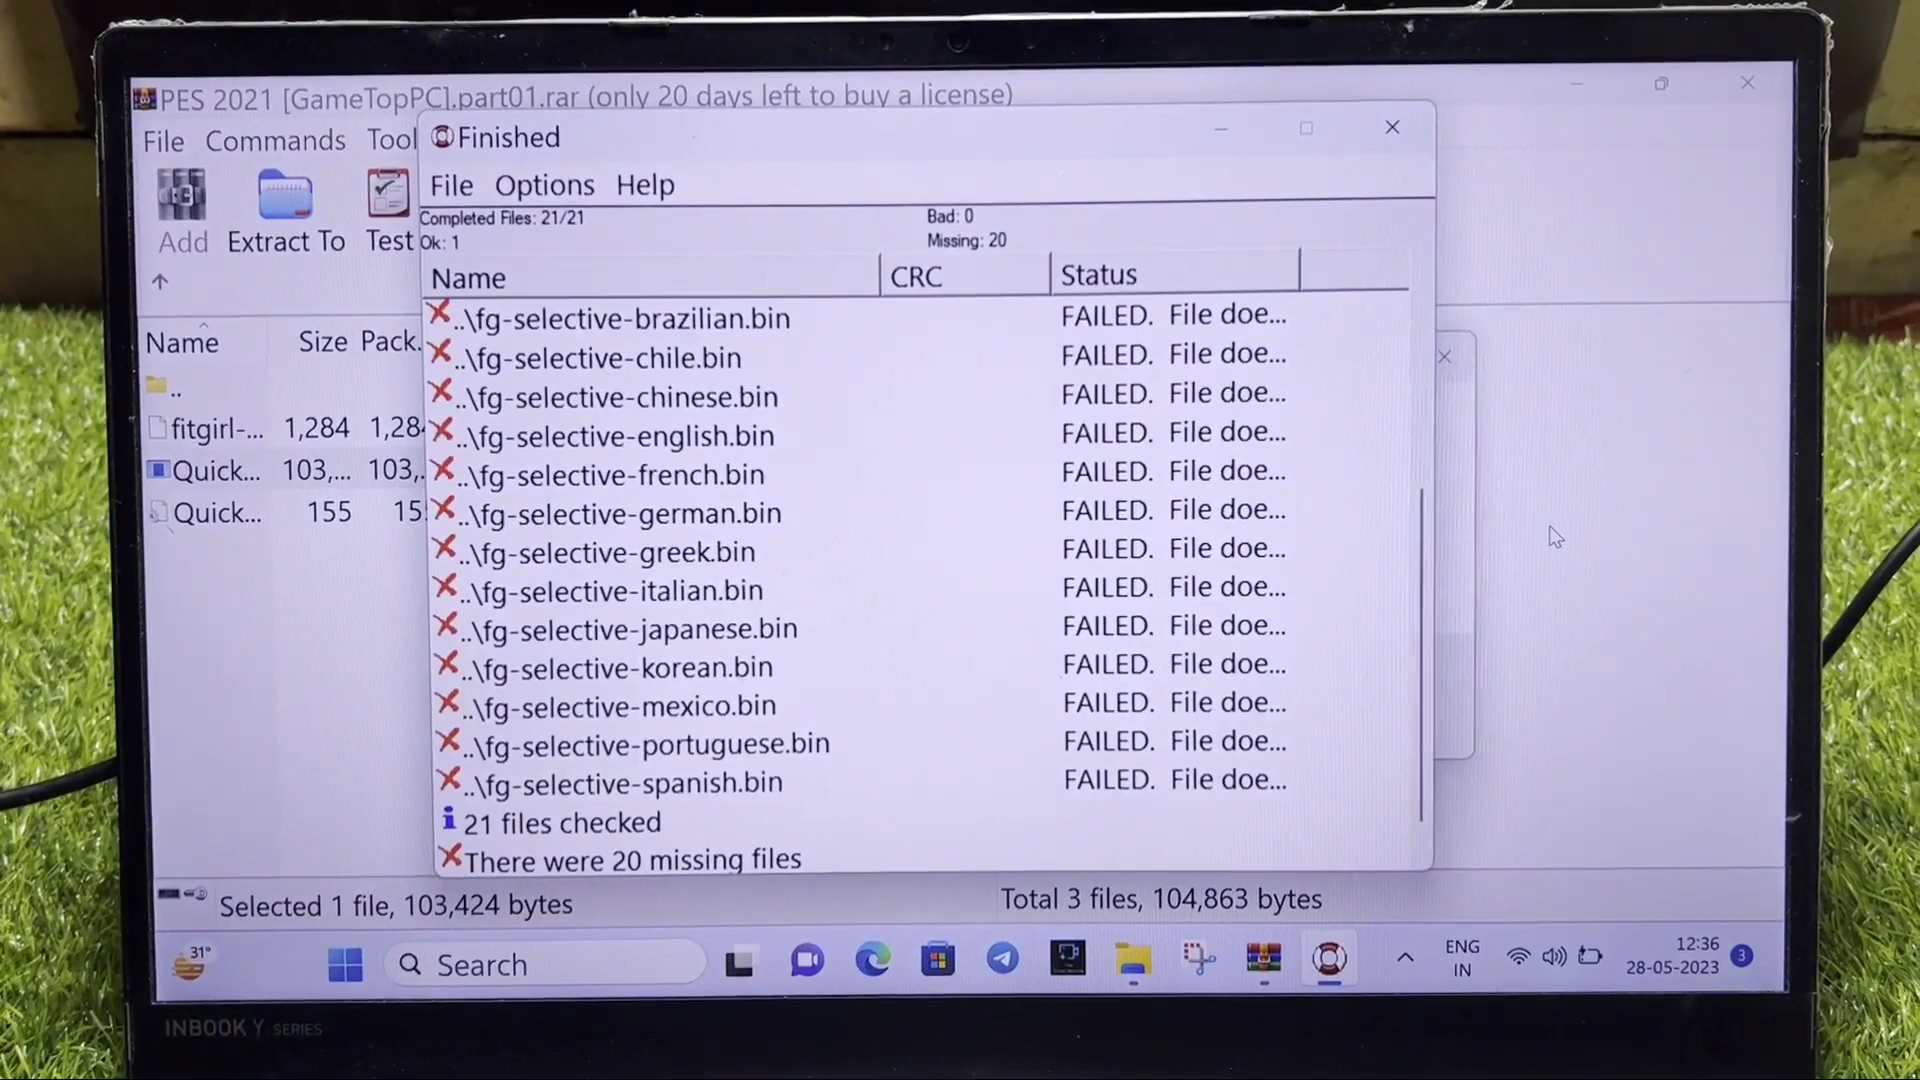 PES 2021 [GameTopPC].part01.rar (only 20 days left to buy a license)
File Commands Tool
Add Extract To Test
Name Size Pack.
..
fitgirl-... 1,284 1,28
Quick... 103,... 103,.
Quick... 155 15
Finished
File Options Help
Completed Files: 21/21 Bad: 0
Ok: 1 Missing: 20
Name CRC Status
..\fg-selective-brazilian.bin FAILED. File doe...
..\fg-selective-chile.bin FAILED. File doe...
..\fg-selective-chinese.bin FAILED. File doe...
..\fg-selective-english.bin FAILED. File doe...
..\fg-selective-french.bin FAILED. File doe...
..\fg-selective-german.bin FAILED. File doe...
..\fg-selective-greek.bin FAILED. File doe...
..\fg-selective-italian.bin FAILED. File doe...
..\fg-selective-japanese.bin FAILED. File doe...
..\fg-selective-korean.bin FAILED. File doe...
..\fg-selective-mexico.bin FAILED. File doe...
..\fg-selective-portuguese.bin FAILED. File doe...
..\fg-selective-spanish.bin FAILED. File doe...
21 files checked
There were 20 missing files
Selected 1 file, 103,424 bytes Total 3 files, 104,863 bytes
31° Search ENG 12:36 3
IN 28-05-2023
INBOOK Y SERIES